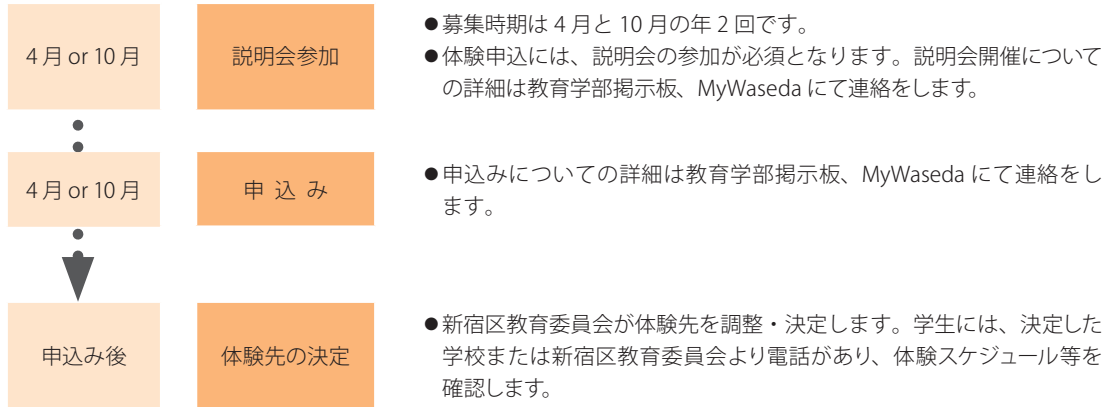 4月 or 10月
説明会参加
●募集時期は4月と10月の年2回です。
●体験申込には、説明会の参加が必須となります。説明会開催について
の詳細は教育学部掲示板、MyWasedaにて連絡をします。
4月 or 10月
申 込 み
●申込みについての詳細は教育学部掲示板、MyWasedaにて連絡をし
ます。
申込み後
体験先の決定
●新宿区教育委員会が体験先を調整・決定します。学生には、決定した
学校または新宿区教育委員会より電話があり、体験スケジュール等を
確認します。